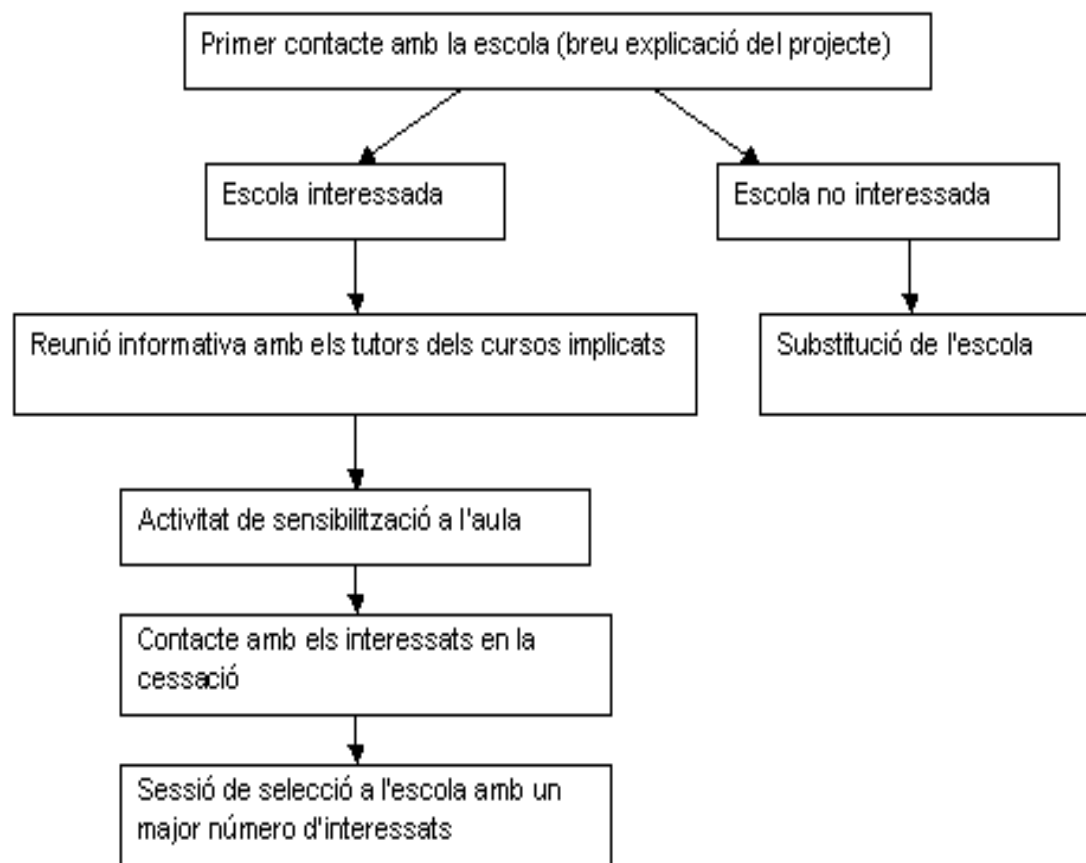 Primer contacte amb la escola (breu explicació del projecte)
Escola interessada
Escola no interessada
Reunió informativa amb els tutors dels cursos implicats
Substitució de l'escola
Activitat de sensibilització a l'aula
Contacte amb els interessats en la
cessació
Sessió de selecció a l'escola amb un
major número d'interessats